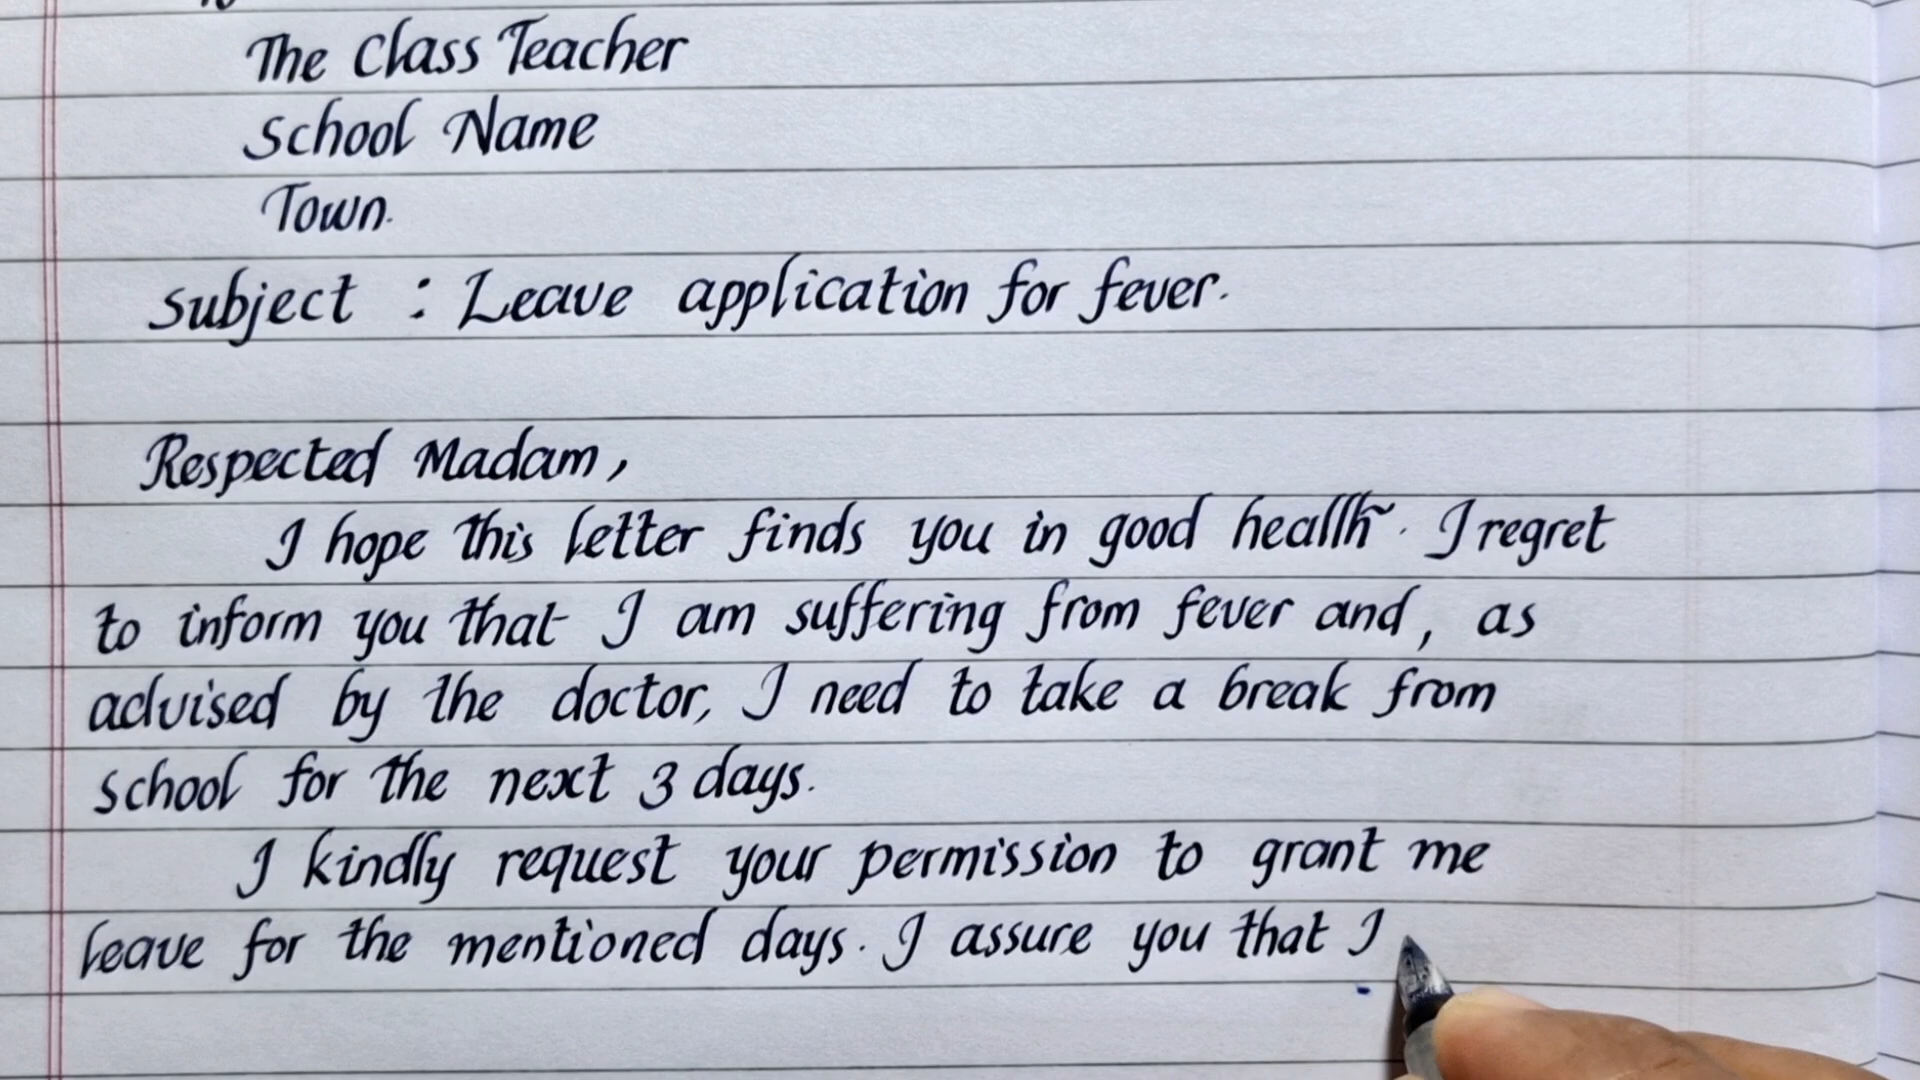 The Class Teacher
School Name
Town.
Subject : Leave application for fever.
Respected Madam,
I hope this letter finds you in good health. I regret
to inform you that I am suffering from fever and, as
advised by the doctor, I need to take a break from
school for the next 3 days.
I kindly request your permission to grant me
leave for the mentioned days. I assure you that I